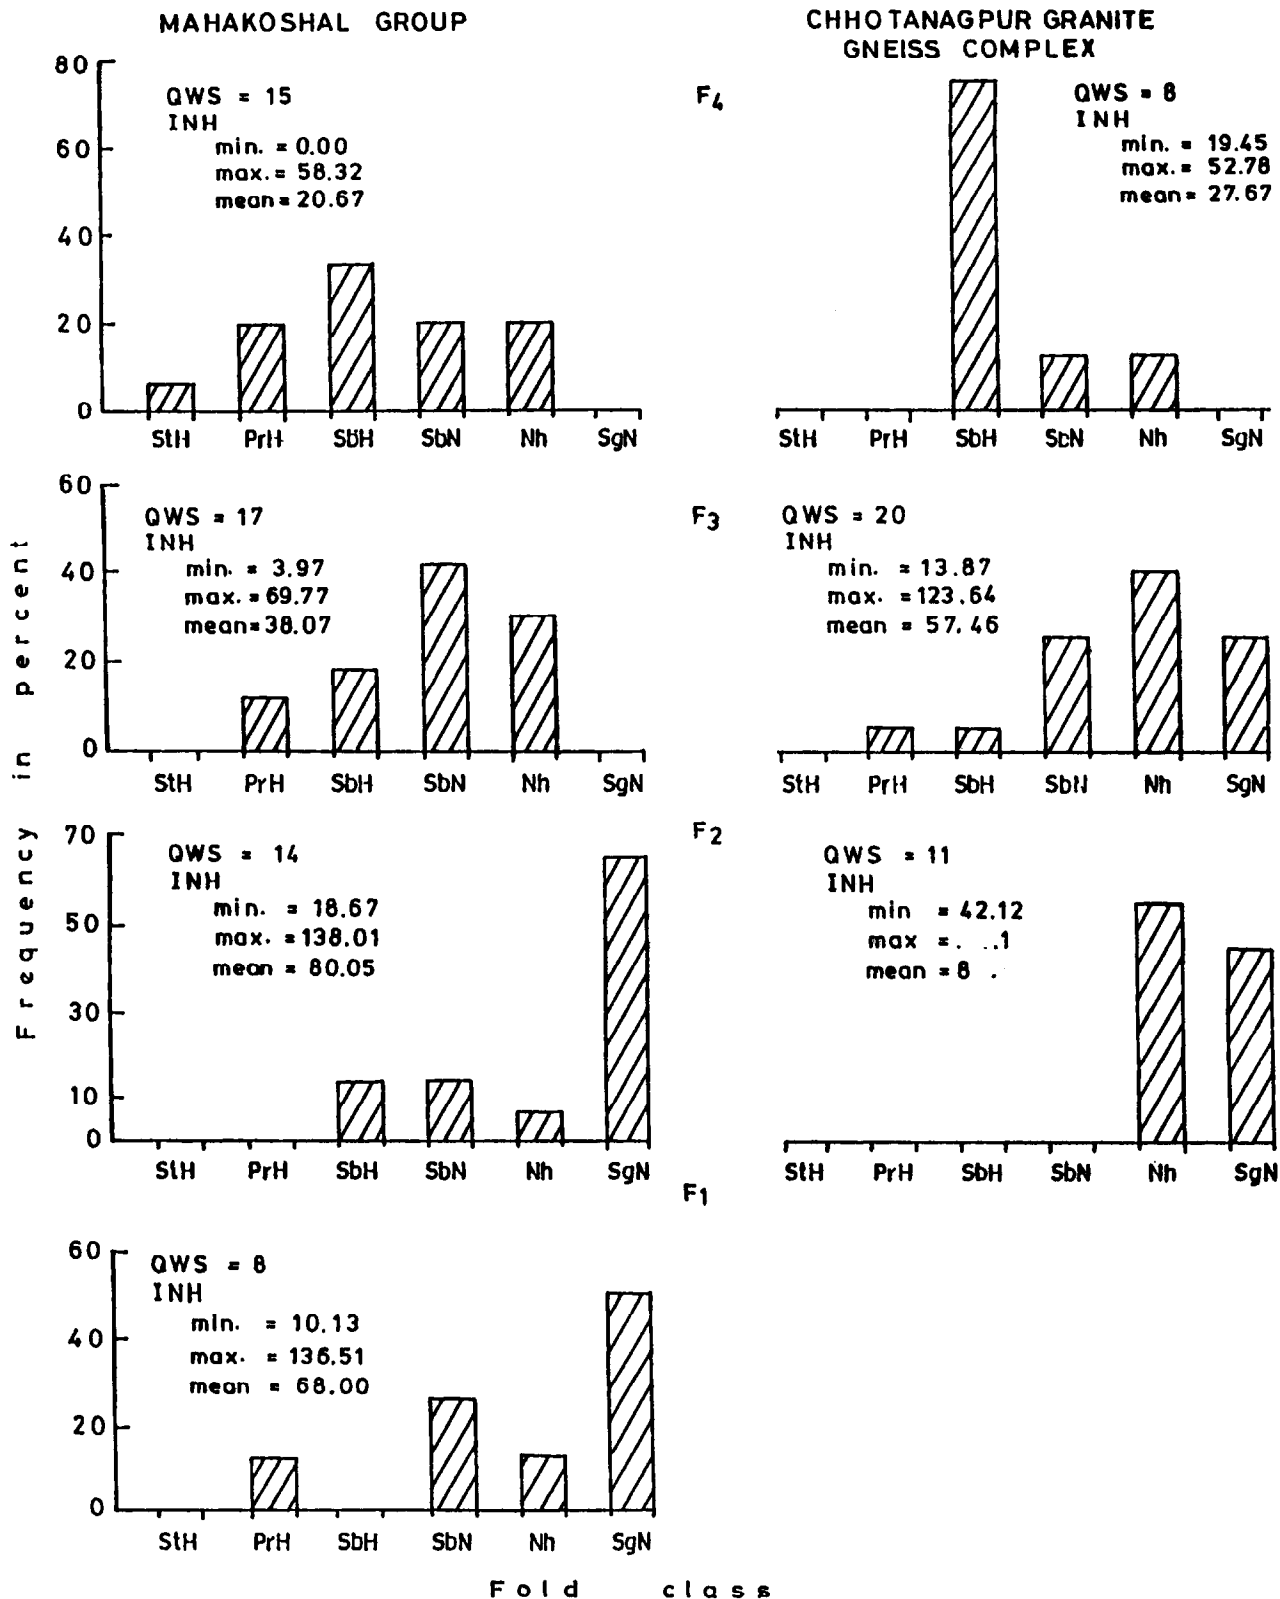 MAHAKOSHAL GROUP
CHHOTANAGPUR GRANITE
GNEISS COMPLEX
80
60
40
20
0
QWS = 15
INH
min. = 0.00
max. = 58.32
mean = 20.67
StH PrH SbH SbN Nh SgN
F4
QWS = 8
INH
min. = 19.45
max. = 52.78
mean = 27.67
StH PrH SbH SbN Nh SgN
60
40
20
0
QWS = 17
INH
min. = 3.97
max. = 69.77
mean = 38.07
StH PrH SbH SbN Nh SgN
F3
QWS = 20
INH
min. = 13.87
max. = 123.64
mean = 57.46
StH PrH SbH SbN Nh SgN
Frequency in percent
70
50
30
10
0
QWS = 14
INH
min. = 18.67
max. = 138.01
mean = 80.05
StH PrH SbH SbN Nh SgN
F2
QWS = 11
INH
min = 42.12
max =
mean =
StH PrH SbH SbN Nh SgN
F1
60
40
20
0
QWS = 8
INH
min. = 10.13
max. = 136.51
mean = 68.00
StH PrH SbH SbN Nh SgN
Fold class